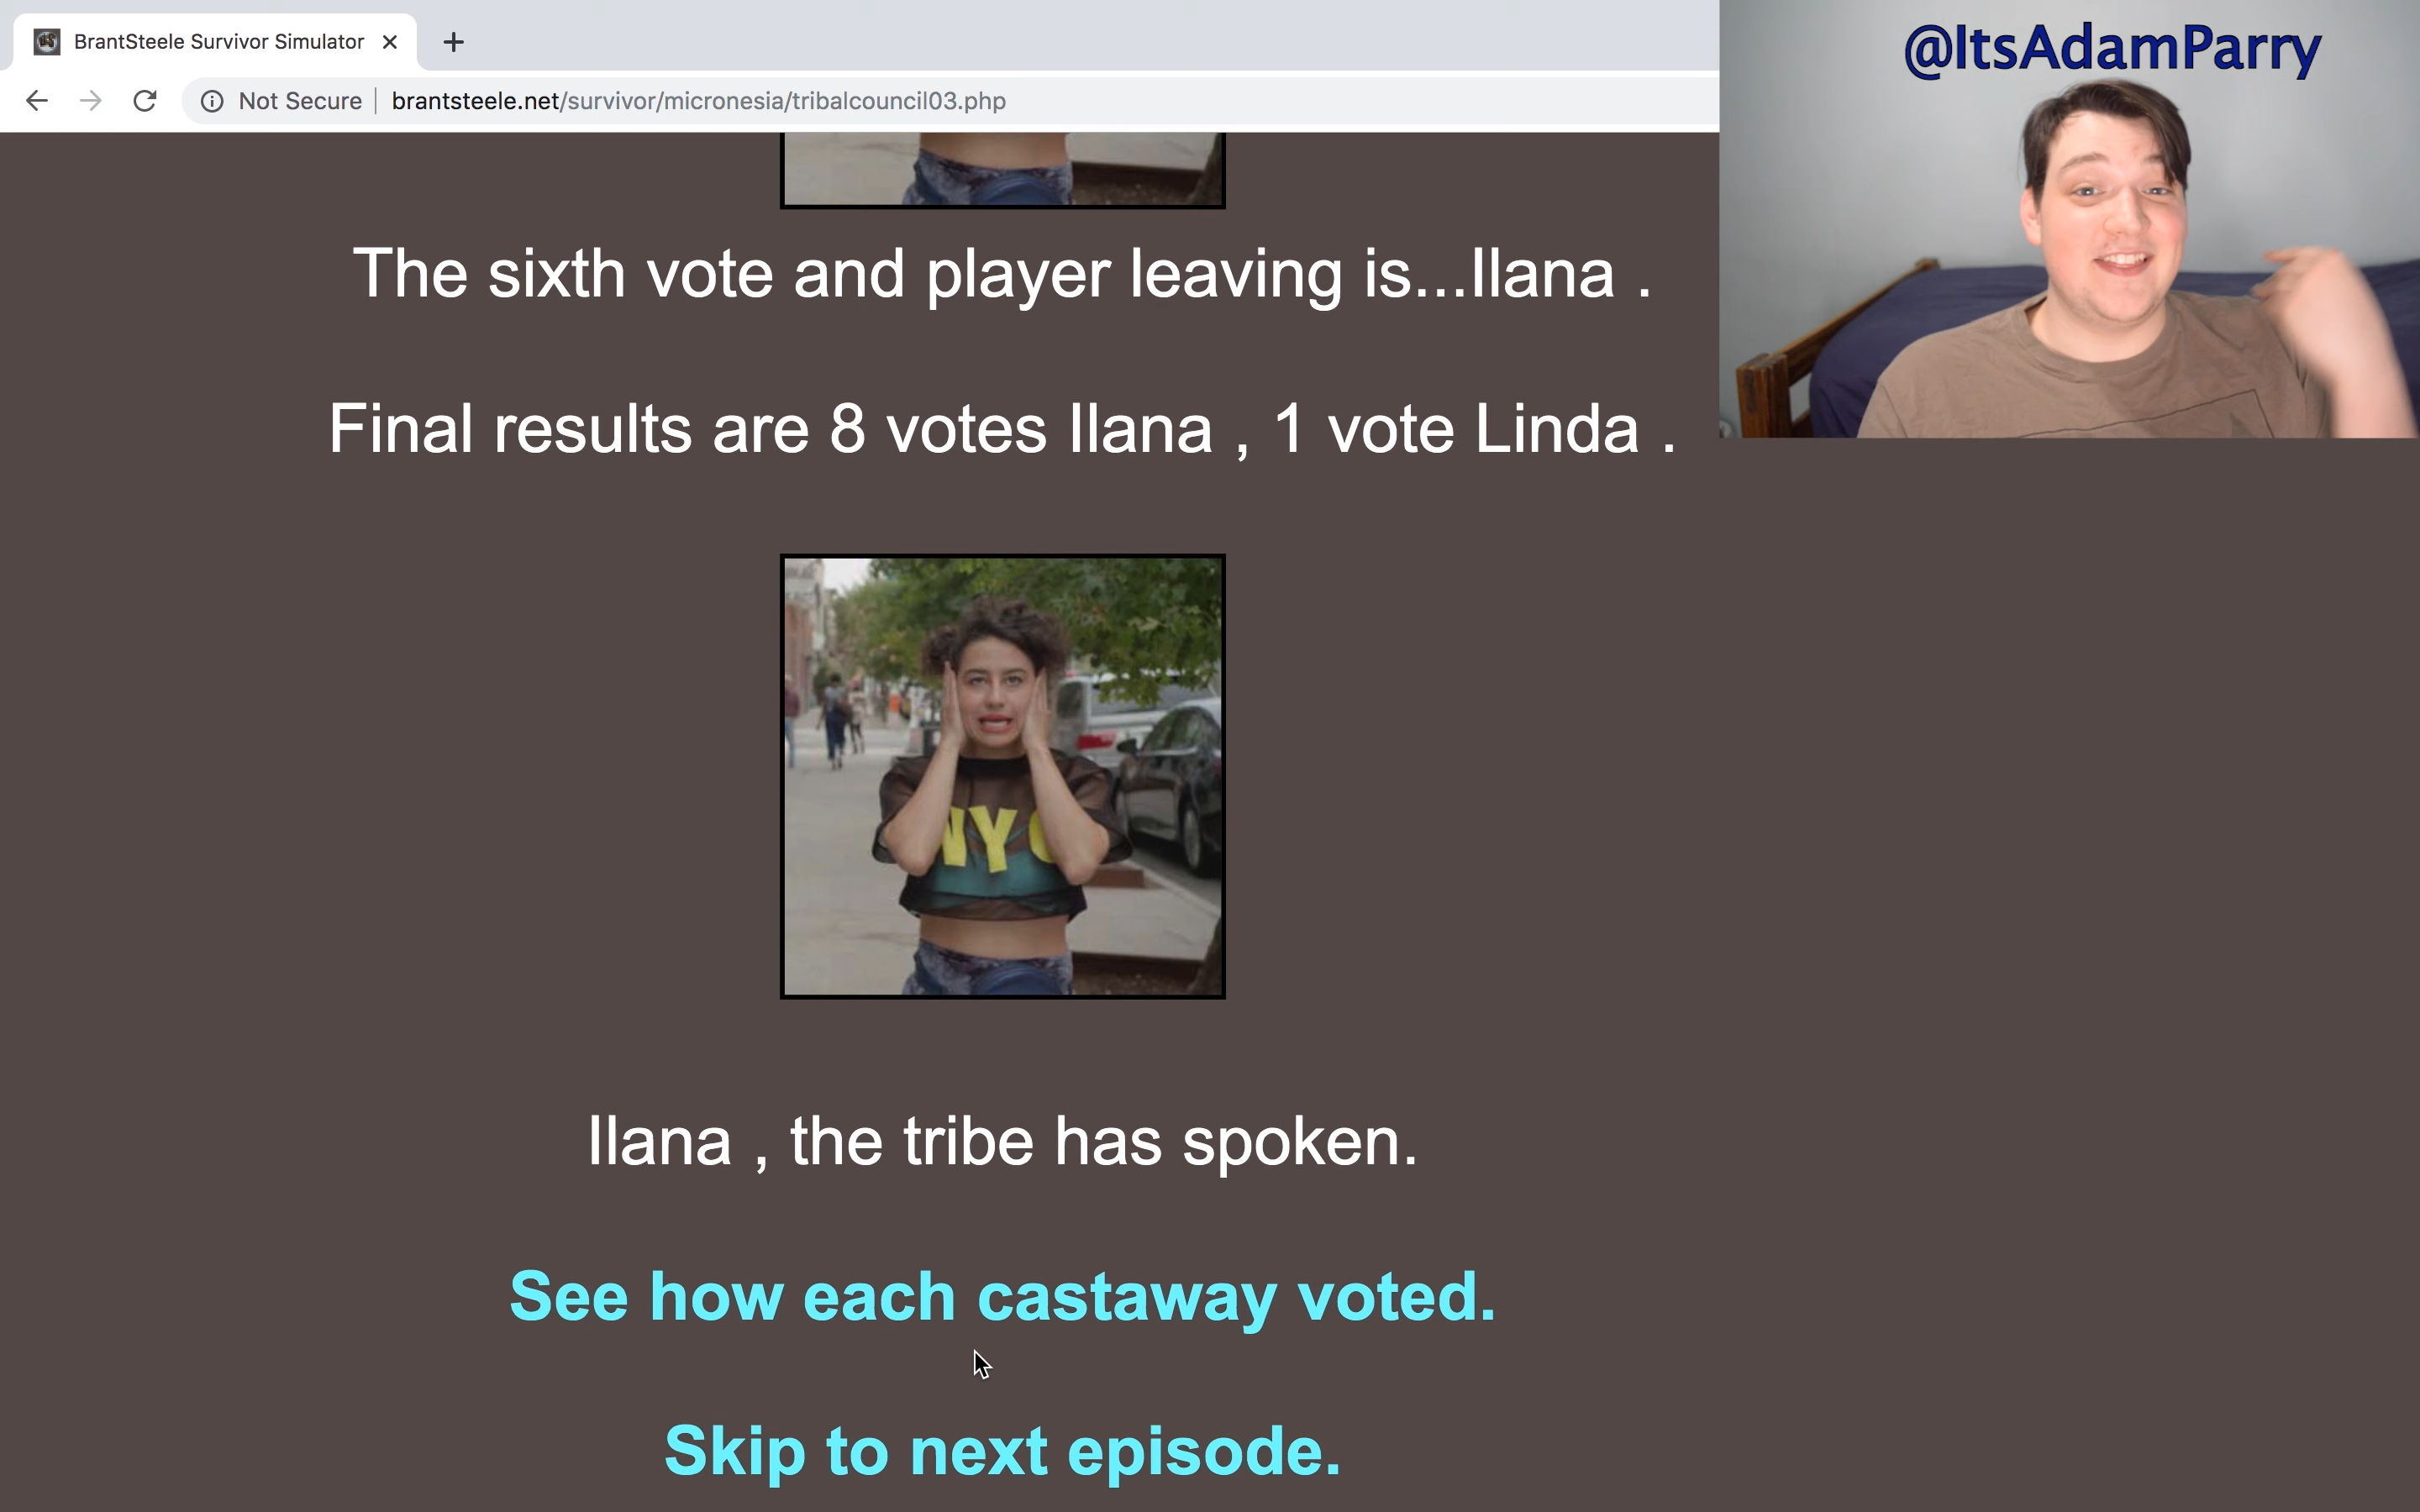 BrantSteele Survivor Simulator
@ItsAdamParry
Not Secure
brantsteele.net/survivor/micronesia/tribalcouncil03.php
The sixth vote and player leaving is...Ilana .
Final results are 8 votes Ilana , 1 vote Linda .
NYC
Ilana , the tribe has spoken.
See how each castaway voted.
Skip to next episode.